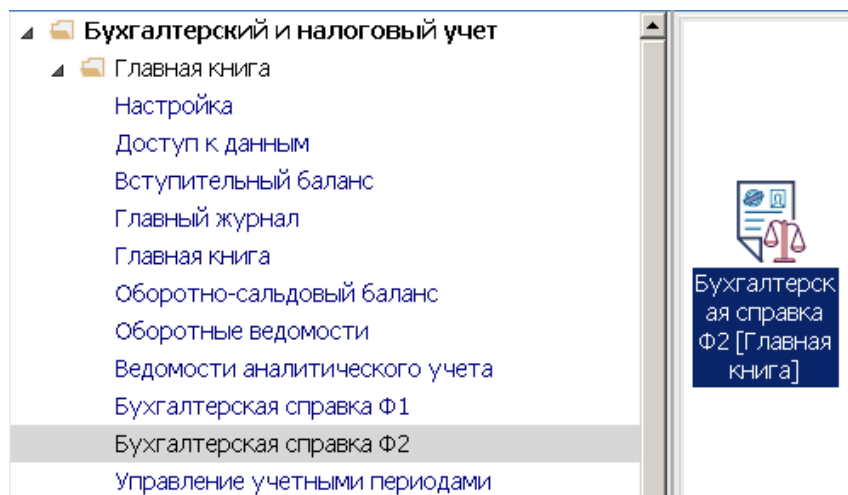 Бухгалтерский и налоговый учет
Главная книга
Настройка
Доступ к данным
Вступительный баланс
Главный журнал
Главная книга
Оборотно-сальдовый баланс
Оборотные ведомости
Ведомости аналитического учета
Бухгалтерская справка Ф1
Бухгалтерская справка Ф2
Управление учетными периодами
Бухгалтерск
ая справка
Ф2 [Главная
книга]